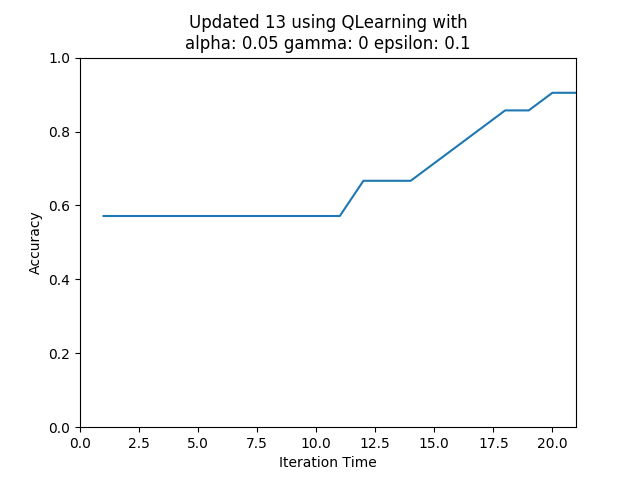 Updated 13 using QLearning with
alpha: 0.05 gamma: 0 epsilon: 0.1
1.0
0.8
0.6
0.4
0.2
0.0
Accuracy
0.0 2.5 5.0 7.5 10.0 12.5 15.0 17.5 20.0
Iteration Time